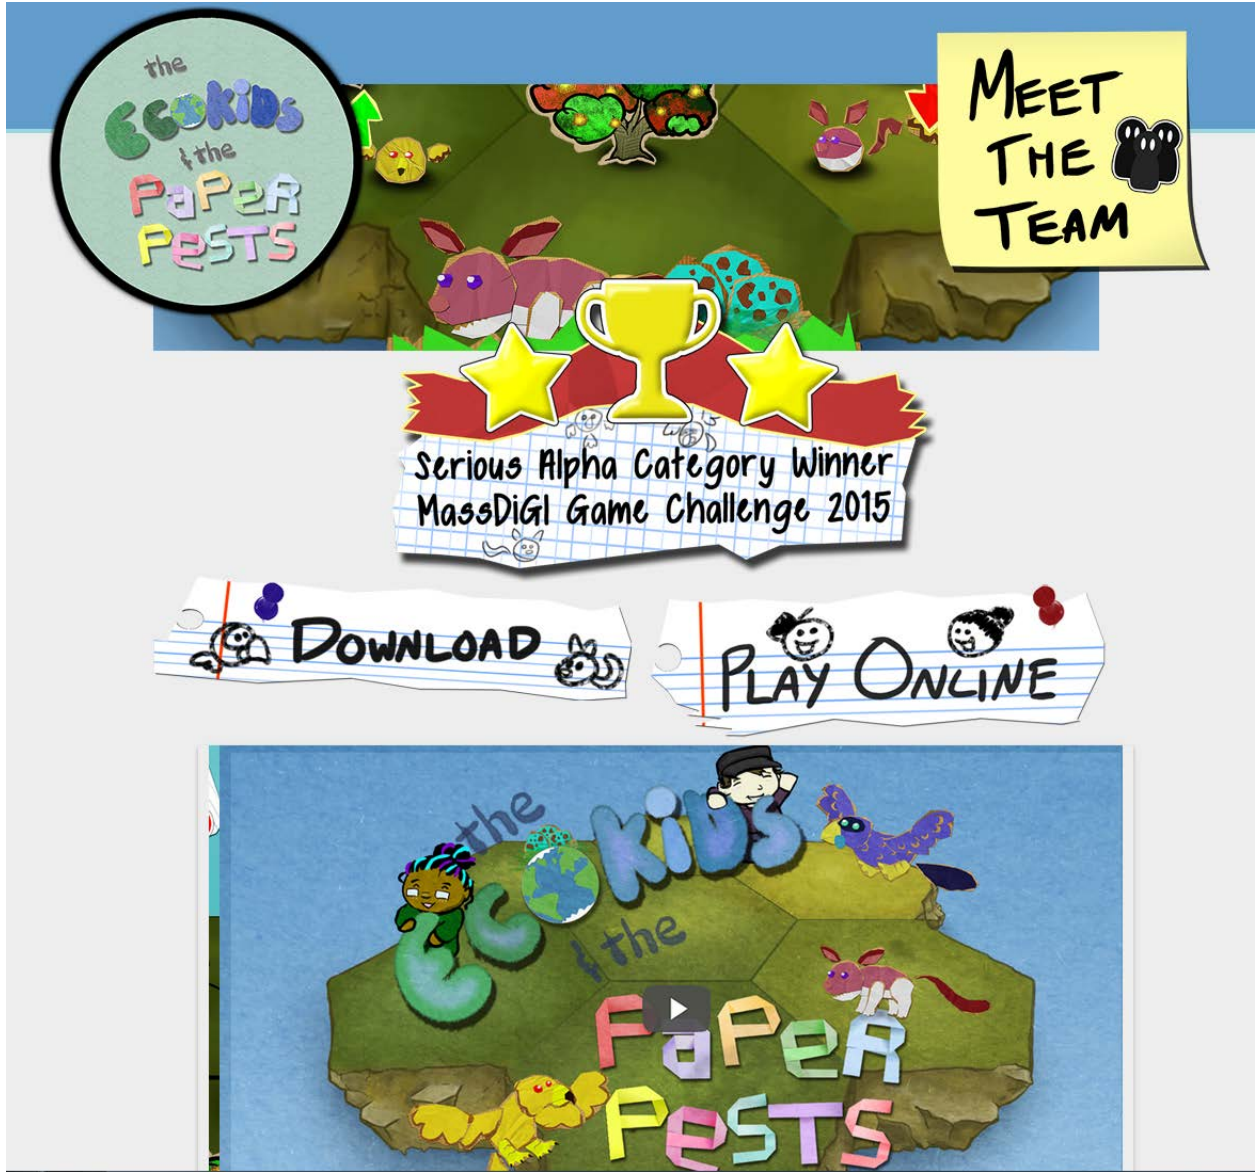 the
EcoKids
& the
PaPeR
PeSTS
MEET
THE
TEAM
Serious Alpha Category Winner
MassDiGI Game Challenge 2015
DOWNLOAD
PLAY ONLINE
the
EcoKiDS
& the
PaPeR
PeSTS